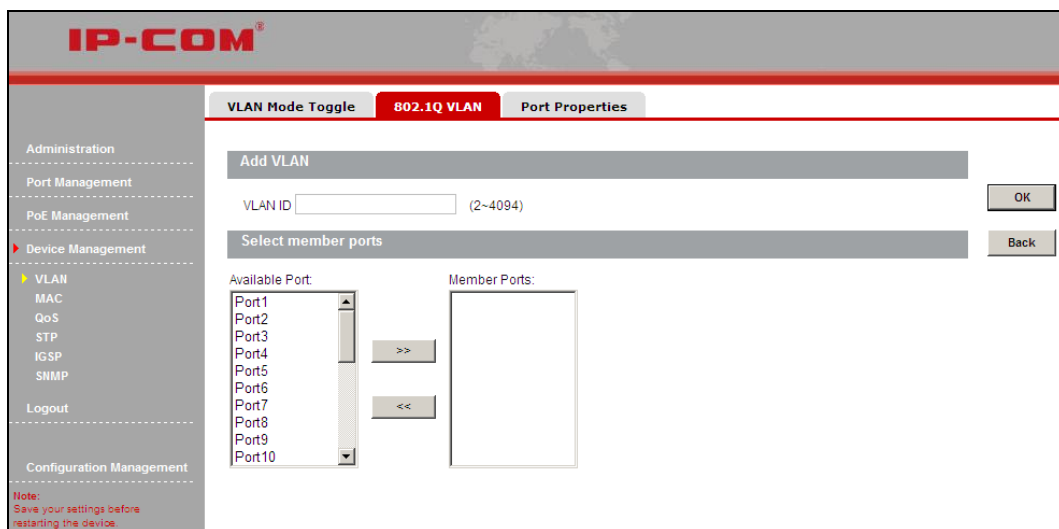 IP-COM®
VLAN Mode Toggle
802.1Q VLAN
Port Properties
Administration
Port Management
PoE Management
Device Management
VLAN
MAC
QoS
STP
IGSP
SNMP
Logout
Configuration Management
Note:
Save your settings before
restarting the device.
Add VLAN
VLAN ID (2~4094)
OK
Select member ports
Back
Available Port:
Member Ports:
Port1
Port2
Port3
Port4
Port5
Port6
Port7
Port8
Port9
Port10
>>
<<